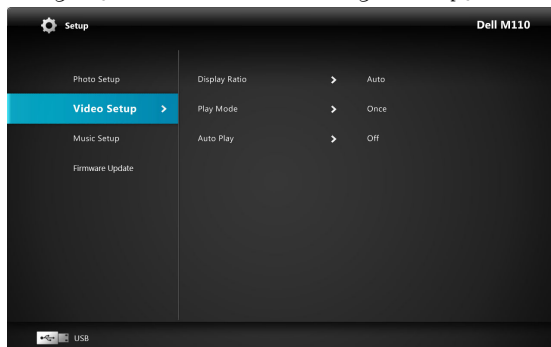 Setup
Dell M110
Photo Setup
Display Ratio > Auto
Video Setup >
Play Mode > Once
Music Setup
Auto Play > Off
Firmware Update
USB